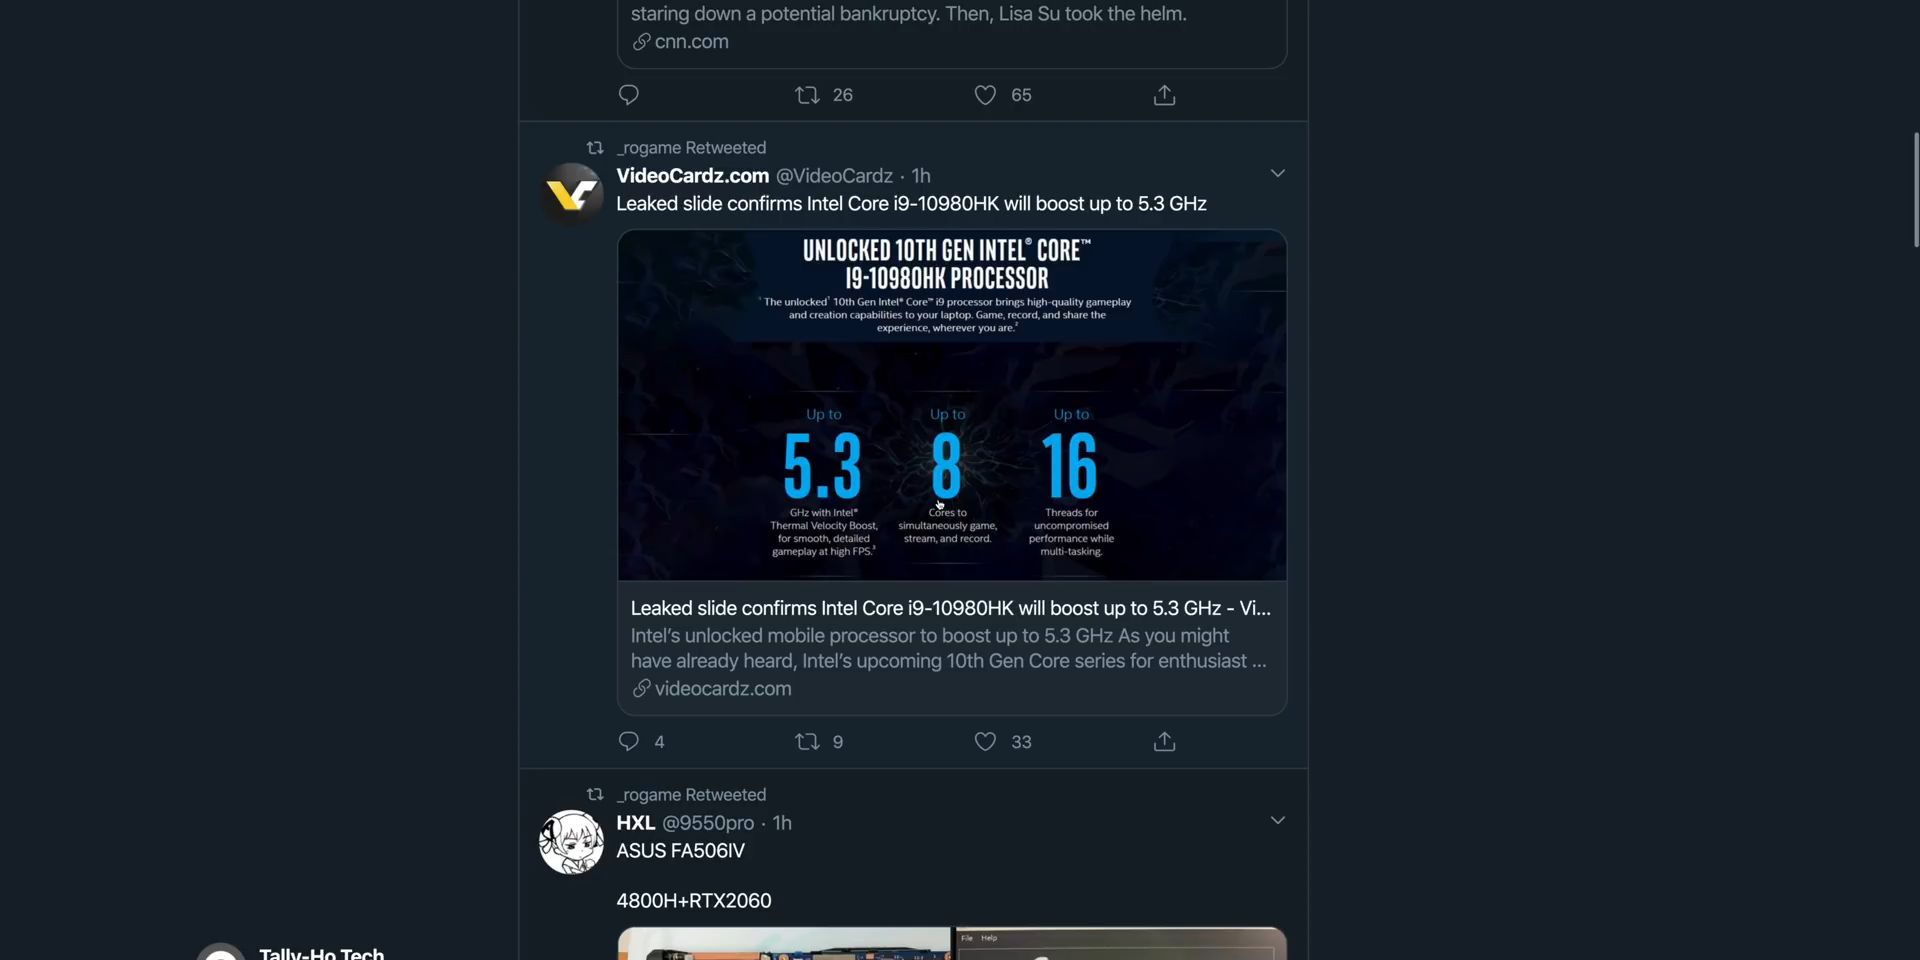 staring down a potential bankruptcy. Then, Lisa Su took the helm.
cnn.com
26 65
_rogame Retweeted
VideoCardz.com @VideoCardz · 1h
Leaked slide confirms Intel Core i9-10980HK will boost up to 5.3 GHz
UNLOCKED 10TH GEN INTEL® CORE™
I9-10980HK PROCESSOR
The unlocked¹ 10th Gen Intel® Core™ i9 processor brings high-quality gameplay
and creation capabilities to your laptop. Game, record, and share the
experience, wherever you are.²
Up to
5.3
GHz with Intel®
Thermal Velocity Boost,
for smooth, detailed
gameplay at high FPS.³
Up to
8
Cores to
simultaneously game,
stream, and record.
Up to
16
Threads for
uncompromised
performance while
multi-tasking.
Leaked slide confirms Intel Core i9-10980HK will boost up to 5.3 GHz - Vi...
Intel's unlocked mobile processor to boost up to 5.3 GHz As you might
have already heard, Intel's upcoming 10th Gen Core series for enthusiast ...
videocardz.com
4 9 33
_rogame Retweeted
HXL @9550pro · 1h
ASUS FA506IV
4800H+RTX2060
File Help
Tally-Ho Tech